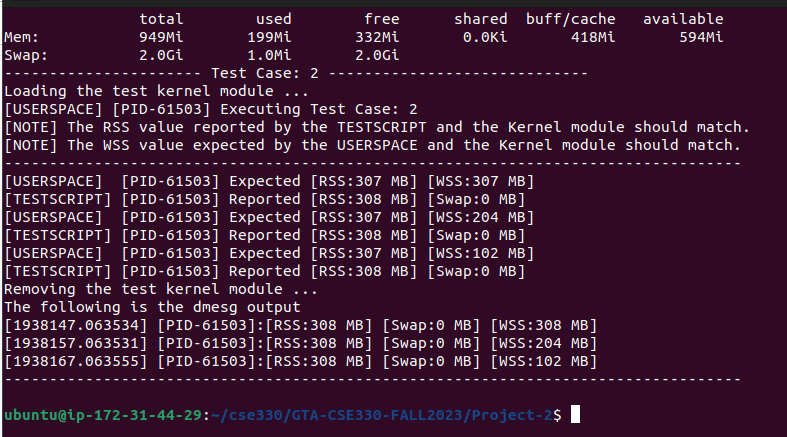 total used free shared buff/cache available
Mem: 949Mi 199Mi 332Mi 0.0Ki 418Mi 594Mi
Swap: 2.0Gi 1.0Mi 2.0Gi
---------------------- Test Case: 2 -----------------------------
Loading the test kernel module ...
[USERSPACE] [PID-61503] Executing Test Case: 2
[NOTE] The RSS value reported by the TESTSCRIPT and the Kernel module should match.
[NOTE] The WSS value expected by the USERSPACE and the Kernel module should match.
----------------------------------------------------------------------------------
[USERSPACE]  [PID-61503] Expected [RSS:307 MB] [WSS:307 MB]
[TESTSCRIPT] [PID-61503] Reported [RSS:308 MB] [Swap:0 MB]
[USERSPACE]  [PID-61503] Expected [RSS:307 MB] [WSS:204 MB]
[TESTSCRIPT] [PID-61503] Reported [RSS:308 MB] [Swap:0 MB]
[USERSPACE]  [PID-61503] Expected [RSS:307 MB] [WSS:102 MB]
[TESTSCRIPT] [PID-61503] Reported [RSS:308 MB] [Swap:0 MB]
Removing the test kernel module ...
The following is the dmesg output
[1938147.063534] [PID-61503]:[RSS:308 MB] [Swap:0 MB] [WSS:308 MB]
[1938157.063531] [PID-61503]:[RSS:308 MB] [Swap:0 MB] [WSS:204 MB]
[1938167.063555] [PID-61503]:[RSS:308 MB] [Swap:0 MB] [WSS:102 MB]
----------------------------------------------------------------------------------
ubuntu@ip-172-31-44-29:~/cse330/GTA-CSE330-FALL2023/Project-2$